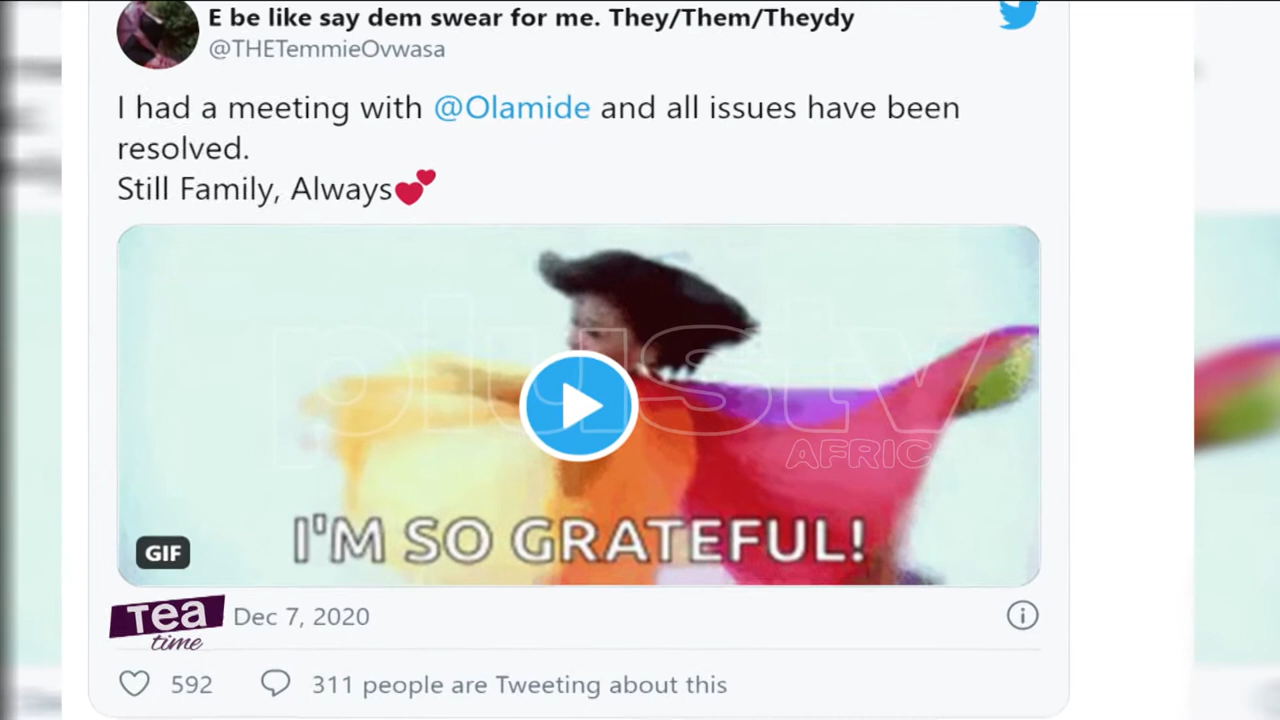 E be like say dem swear for me. They/Them/Theydy
@THETemmieOvwasa
I had a meeting with @Olamide and all issues have been
resolved.
Still Family, Always💕
plustv
AFRIC
I'M SO GRATEFUL!
GIF
Tea
time
Dec 7, 2020
592
311 people are Tweeting about this